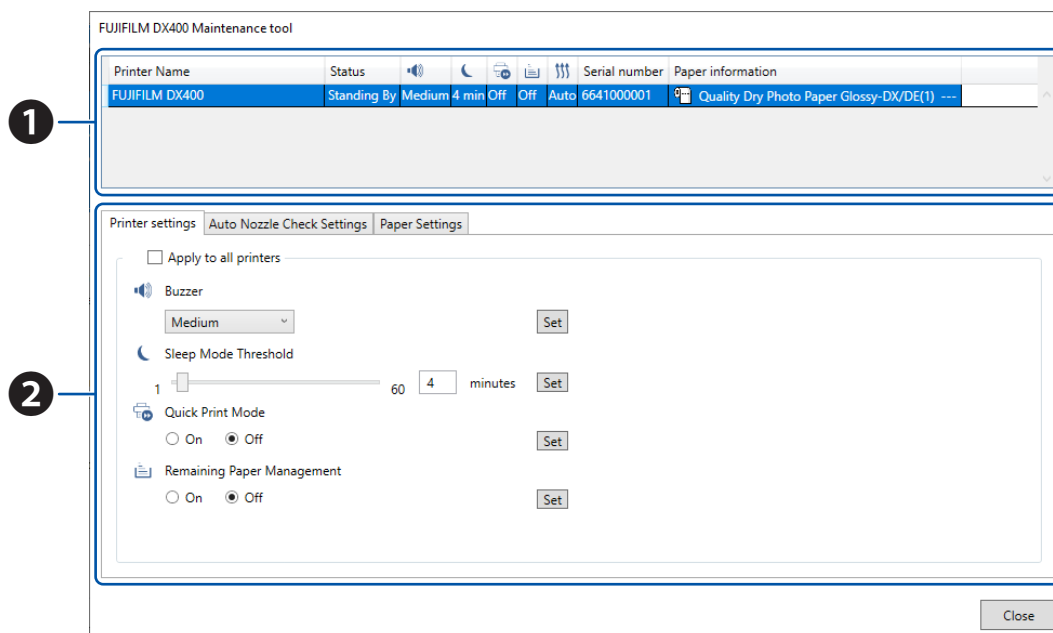 FUJIFILM DX400 Maintenance tool
Printer Name Status Serial number Paper information
FUJIFILM DX400 Standing By Medium 4 min Off Off Auto 6641000001 Quality Dry Photo Paper Glossy-DX/DE(1) ---
1
Printer settings Auto Nozzle Check Settings Paper Settings
Apply to all printers
Buzzer
Medium Set
Sleep Mode Threshold
1 60 4 minutes Set
2
Quick Print Mode
On Off Set
Remaining Paper Management
On Off Set
Close